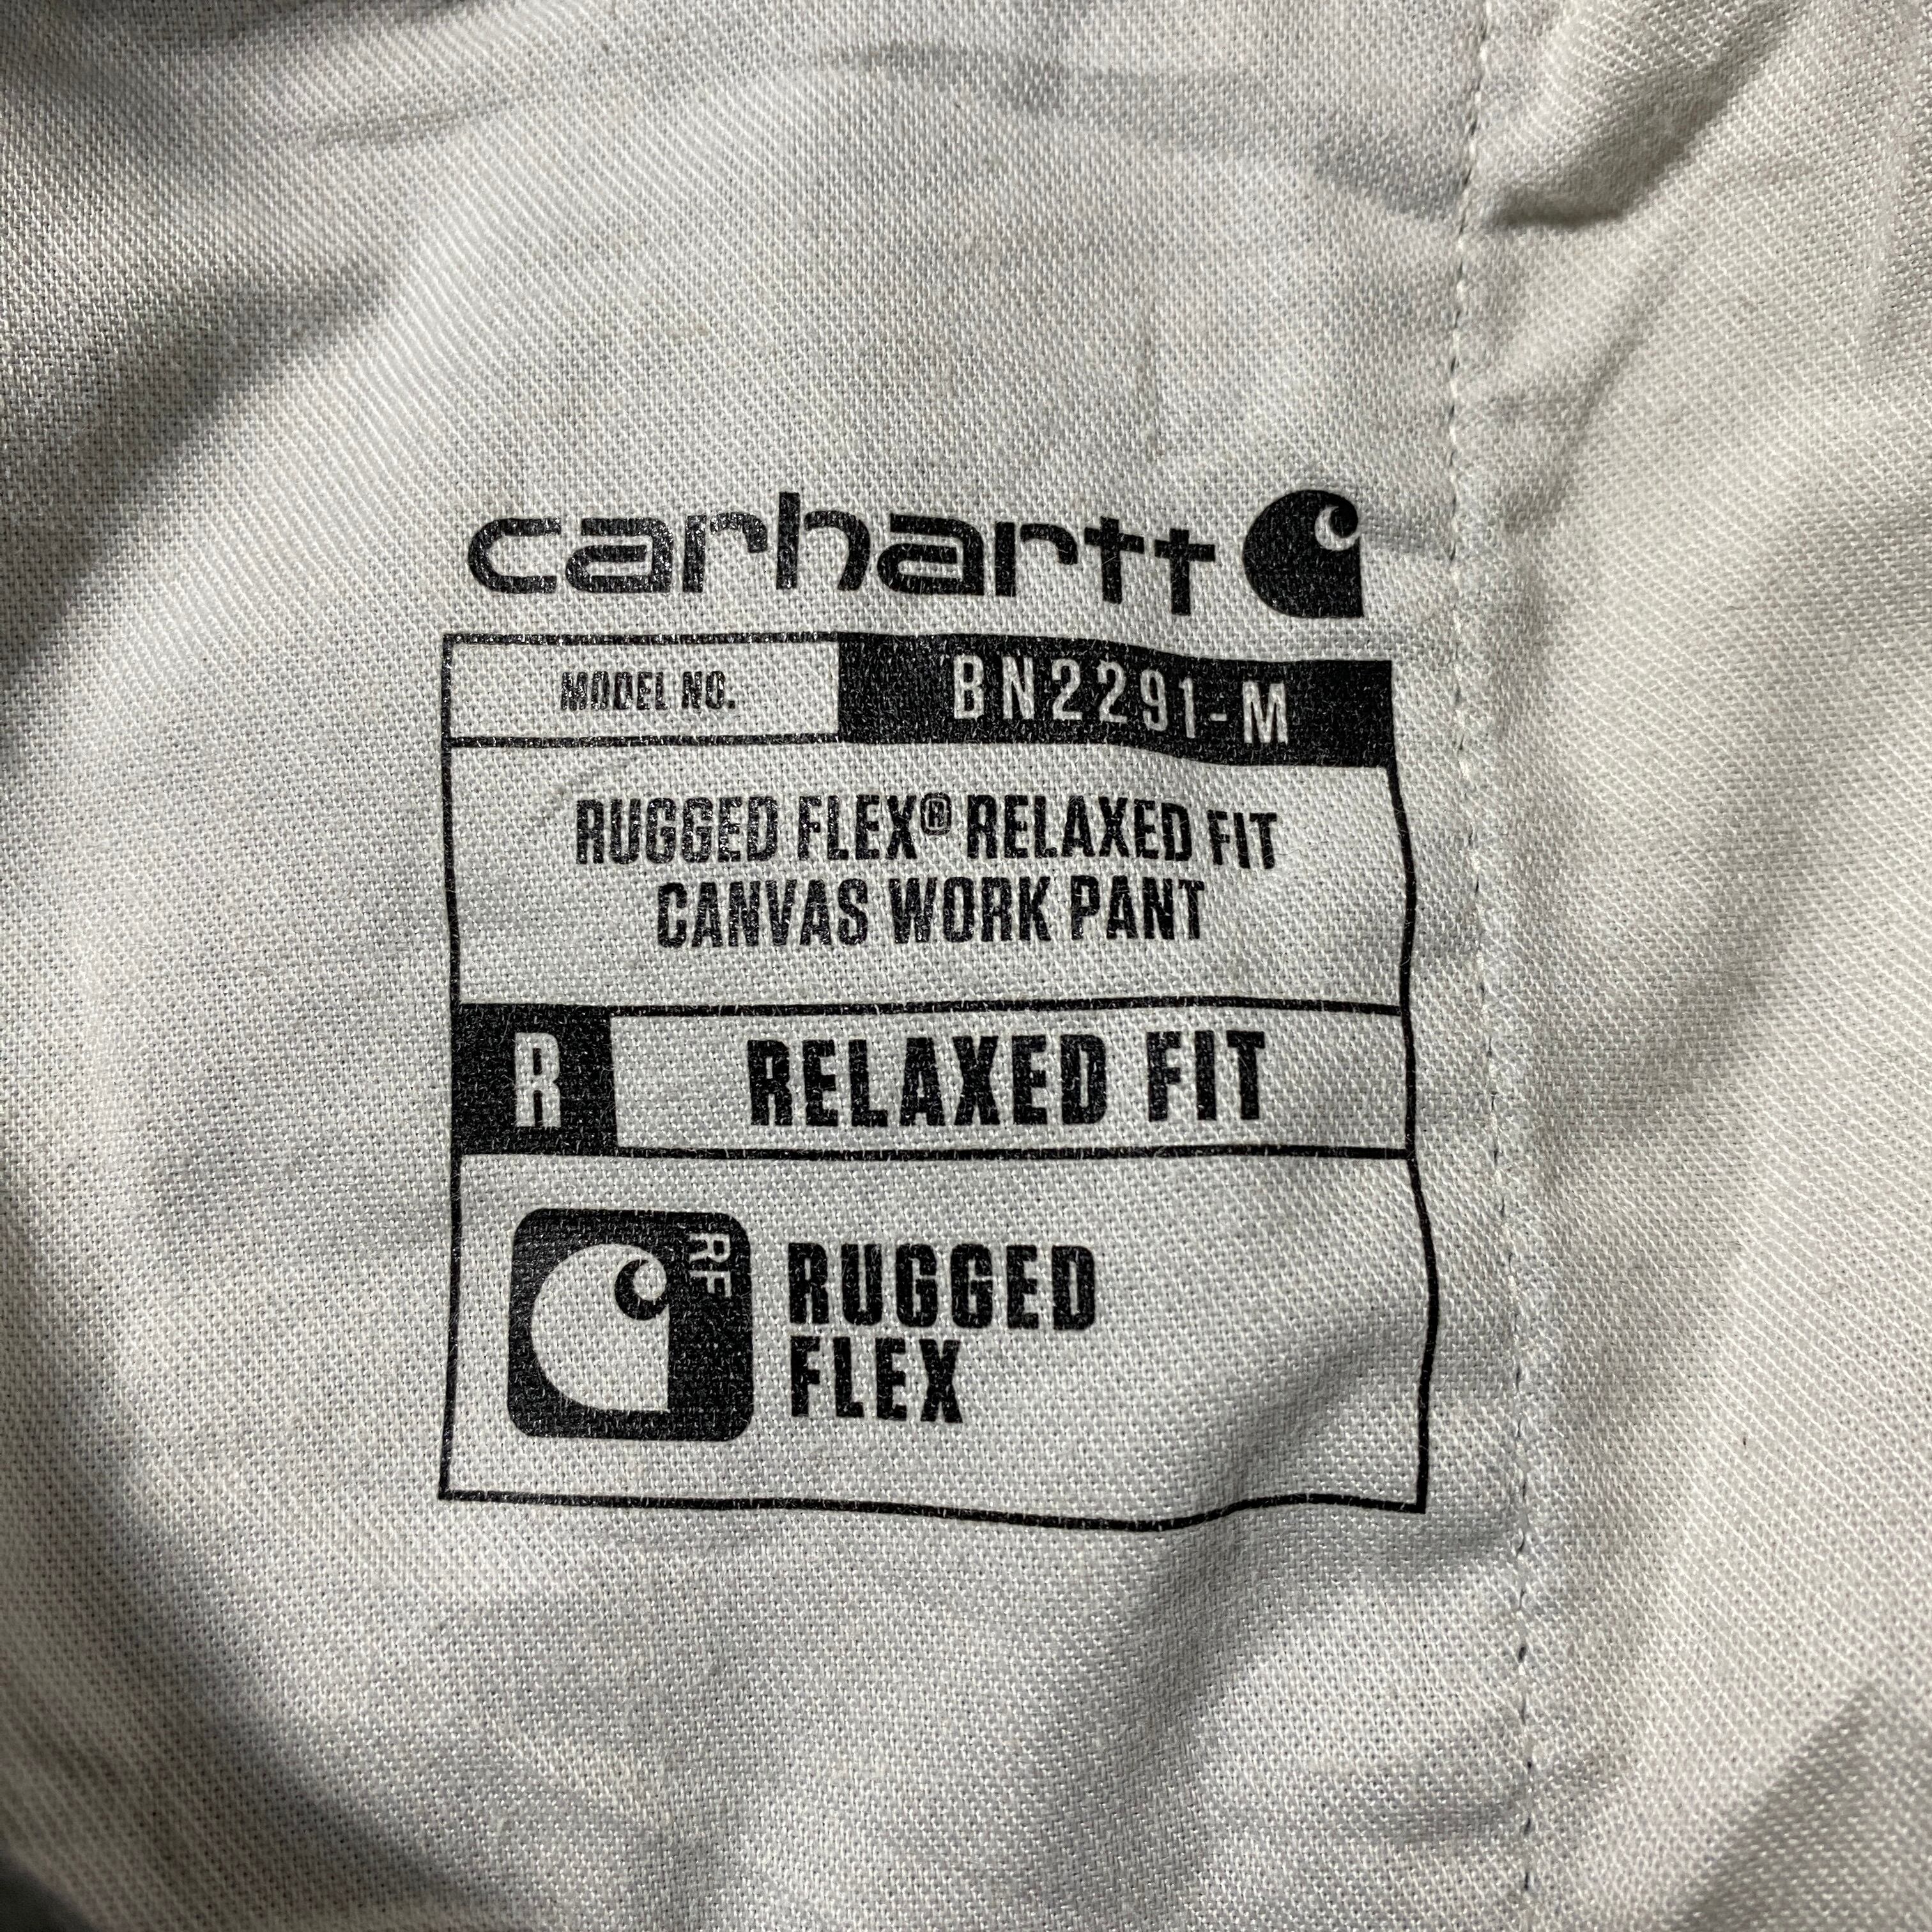 carhartt
MODEL NO. BN2291-M
RUGGED FLEX® RELAXED FIT
CANVAS WORK PANT
R RELAXED FIT
RF
RUGGED
FLEX